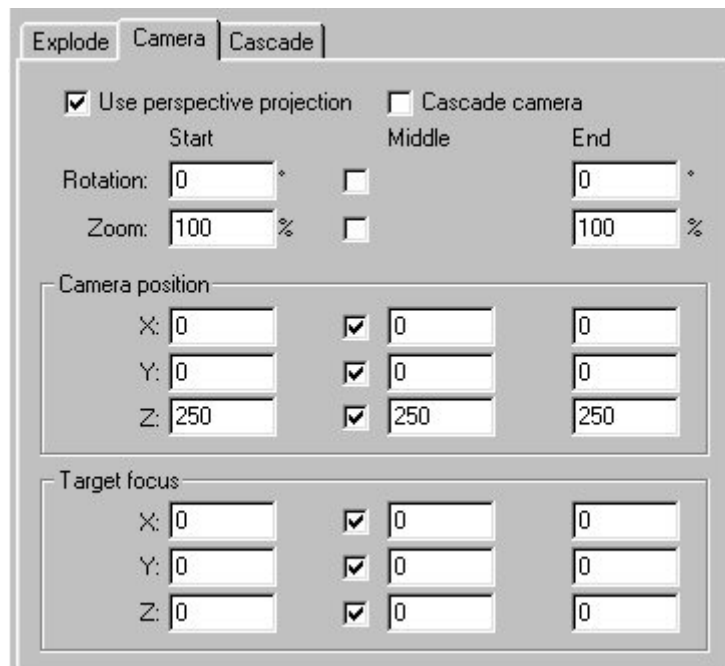 Explode Camera Cascade
Use perspective projection Cascade camera
Start Middle End
Rotation: 0 ° 0 °
Zoom: 100 % 100 %
Camera position
X: 0 0 0
Y: 0 0 0
Z: 250 250 250
Target focus
X: 0 0 0
Y: 0 0 0
Z: 0 0 0